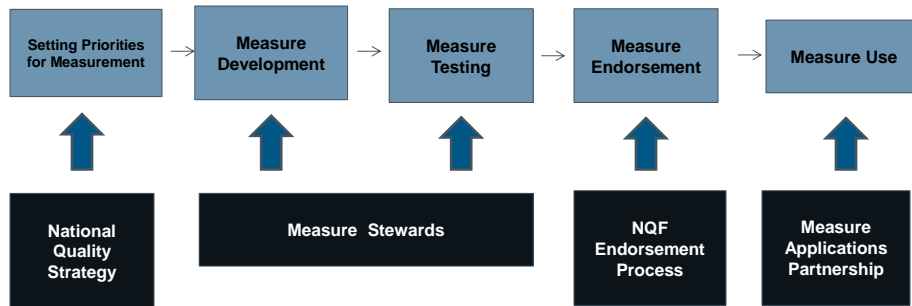 Setting Priorities
for Measurement
Measure
Development
Measure
Testing
Measure
Endorsement
Measure Use
National
Quality
Strategy
Measure Stewards
NQF
Endorsement
Process
Measure
Applications
Partnership